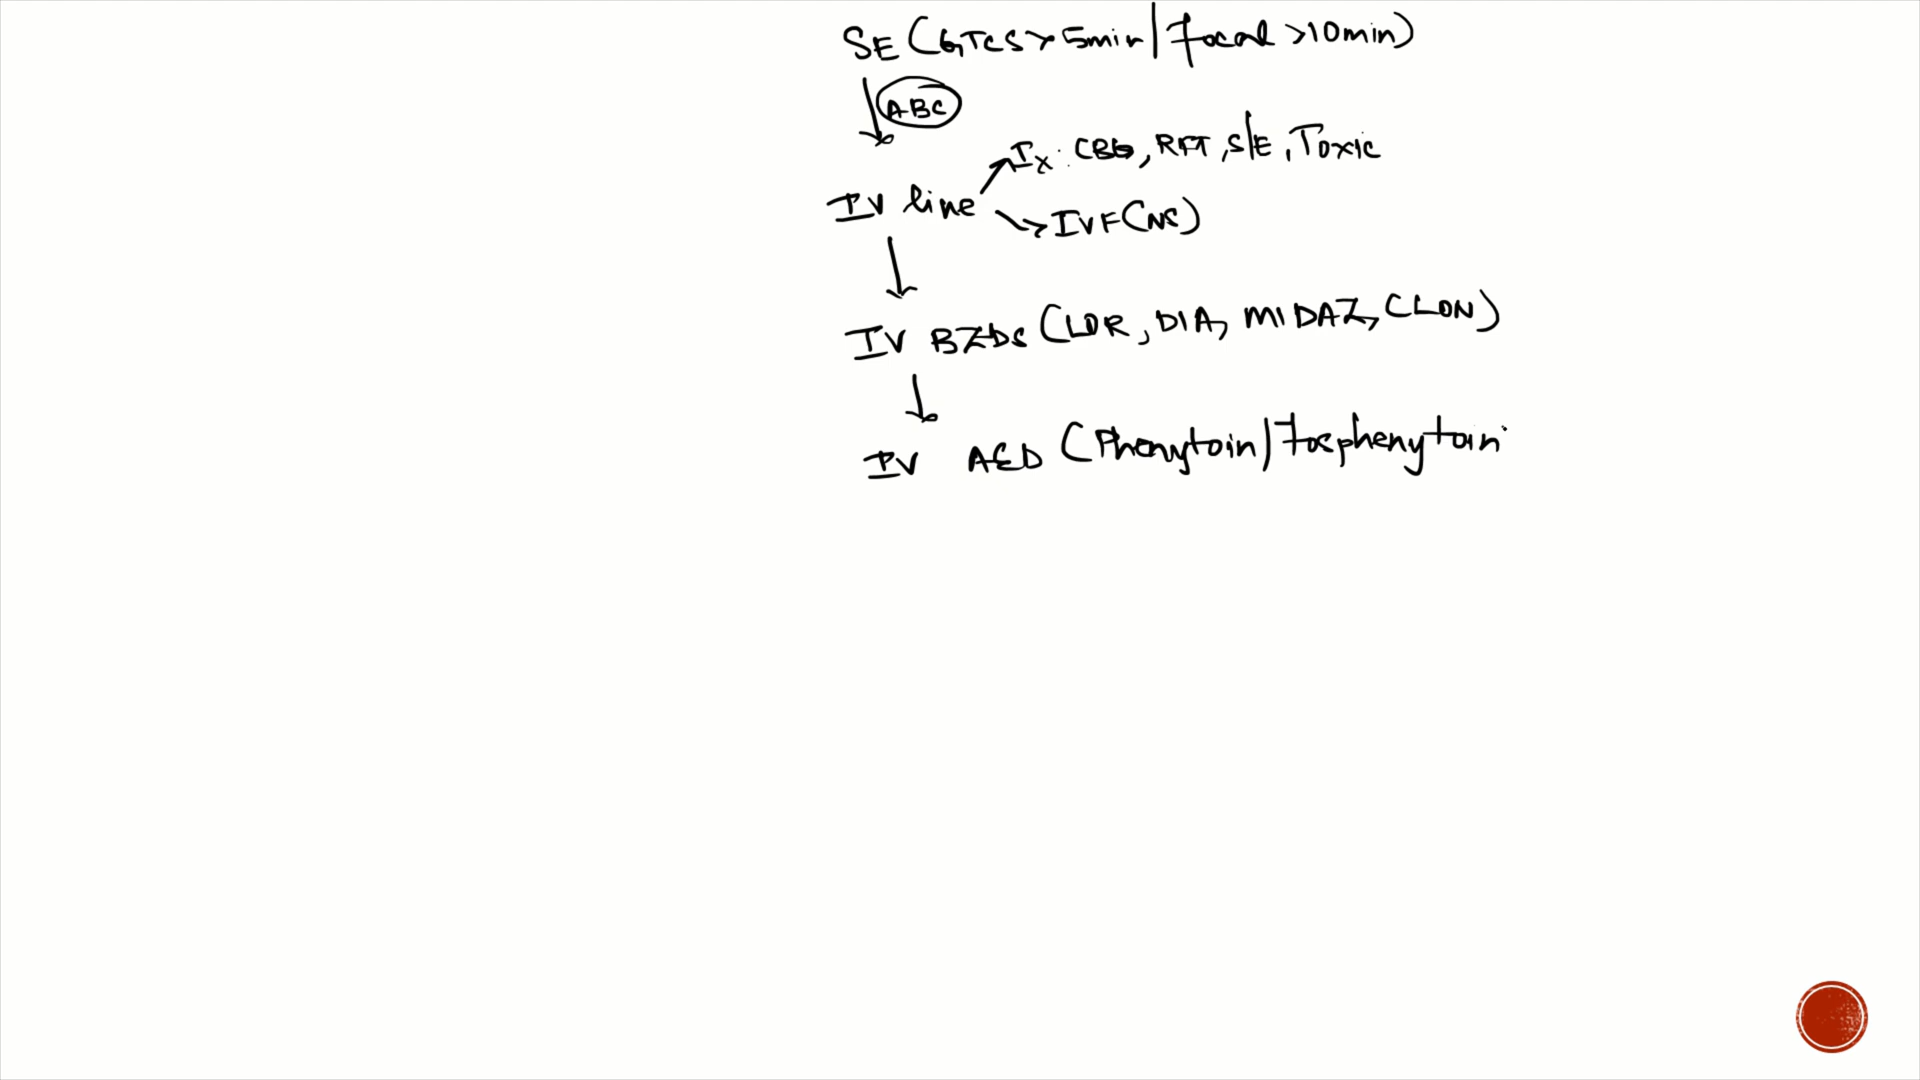 SE (GTCS > 5min / focal >10min)
ABC
Ix : CBG, RFT, S/E, Toxic
IV line
IVF (NS)
IV BZDs (LOR, DIA, MIDAZ, CLON)
IV AED (Phenytoin / Fosphenytoin